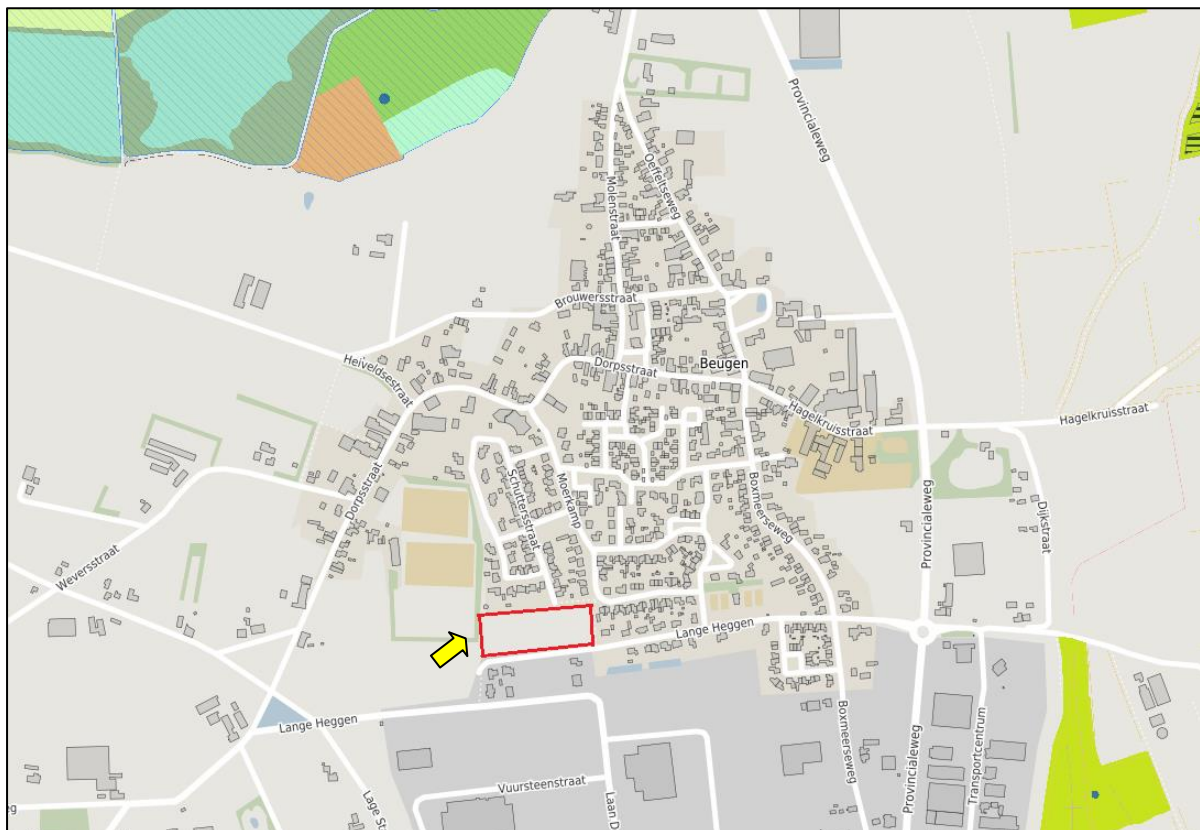 Provincialeweg
Oeffeltseweg
Molenstraat
Brouwersstraat
Heiveldsestraat
Dorpsstraat
Beugen
Hagelkruisstraat
Hagelkruisstraat
Dorpsstraat
Schuttersstraat
Moerkamp
Boxmeerseweg
Provincialeweg
Dijkstraat
Weversstraat
Lange Heggen
Lange Heggen
Boxmeerseweg
Provincialeweg
Transportcentrum
Vuursteenstraat
Laan D
Lage St
eg